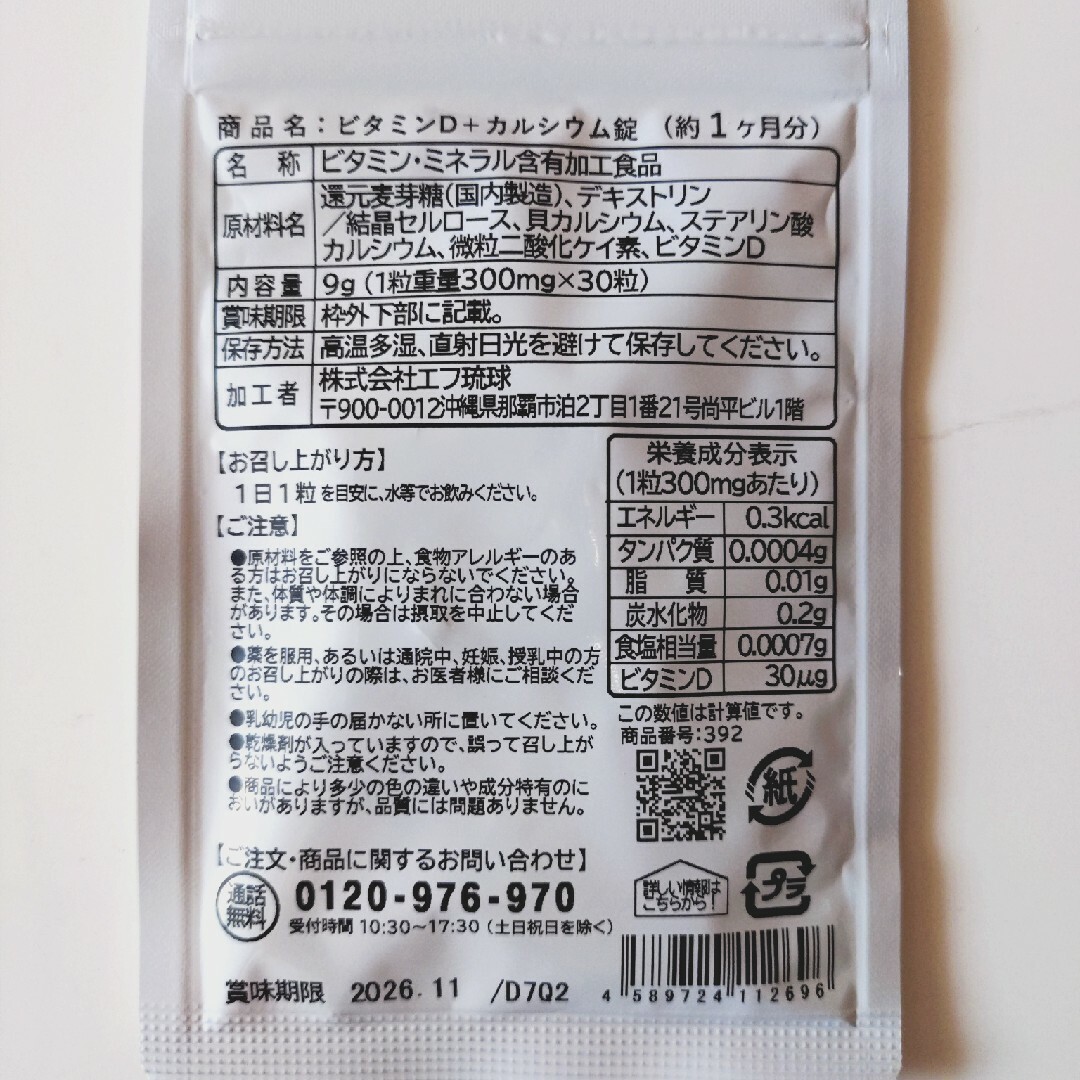 商品名：ビタミンD＋カルシウム錠 （約１ヶ月分）
名　称 ビタミン・ミネラル含有加工食品
原材料名 還元麦芽糖（国内製造）、デキストリン
／結晶セルロース、貝カルシウム、ステアリン酸
カルシウム、微粒二酸化ケイ素、ビタミンD
内容量 9g（1粒重量300mg×30粒）
賞味期限 枠外下部に記載。
保存方法 高温多湿、直射日光を避けて保存してください。
加工者 株式会社エフ琉球
〒900-0012沖縄県那覇市泊2丁目1番21号尚平ビル1階
【お召し上がり方】
１日１粒を目安に、水等でお飲みください。
【ご注意】
●原材料をご参照の上、食物アレルギーのあ
る方はお召し上がりにならないでください。
また、体質や体調によりまれに合わない場合
があります。その場合は摂取を中止してくだ
さい。
●薬を服用、あるいは通院中、妊娠、授乳中の方
のお召し上がりの際は、お医者様にご相談くだ
さい。
●乳幼児の手の届かない所に置いてください。
●乾燥剤が入っていますので、誤って召し上が
らないようご注意ください。
●商品により多少の色の違いや成分特有のに
おいがありますが、品質には問題ありません。
栄養成分表示
（1粒300mgあたり）
エネルギー 0.3kcal
タンパク質 0.0004g
脂　質 0.01g
炭水化物 0.2g
食塩相当量 0.0007g
ビタミンD 30μg
この数値は計算値です。
商品番号：392
紙
プラ
詳しい情報は
こちらから！
【ご注文・商品に関するお問い合わせ】
通話
無料
0120-976-970
受付時間 10:30～17:30（土日祝日を除く）
賞味期限 2026.11 /D7Q2
4 589724 112696